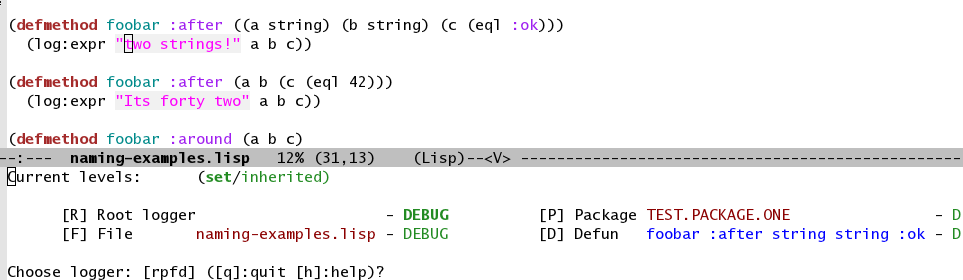 (defmethod foobar :after ((a string) (b string) (c (eql :ok)))
  (log:expr "two strings!" a b c))
(defmethod foobar :after (a b (c (eql 42)))
  (log:expr "Its forty two" a b c))
(defmethod foobar :around (a b c)
--:---  naming-examples.lisp   12% (31,13)    (Lisp)--<V> -------------------------------------------------
Current levels:      (set/inherited)
[R] Root logger                     - DEBUG          [P] Package TEST.PACKAGE.ONE                - D
[F] File       naming-examples.lisp - DEBUG          [D] Defun   foobar :after string string :ok - D
Choose logger: [rpfd] ([q]:quit [h]:help)?